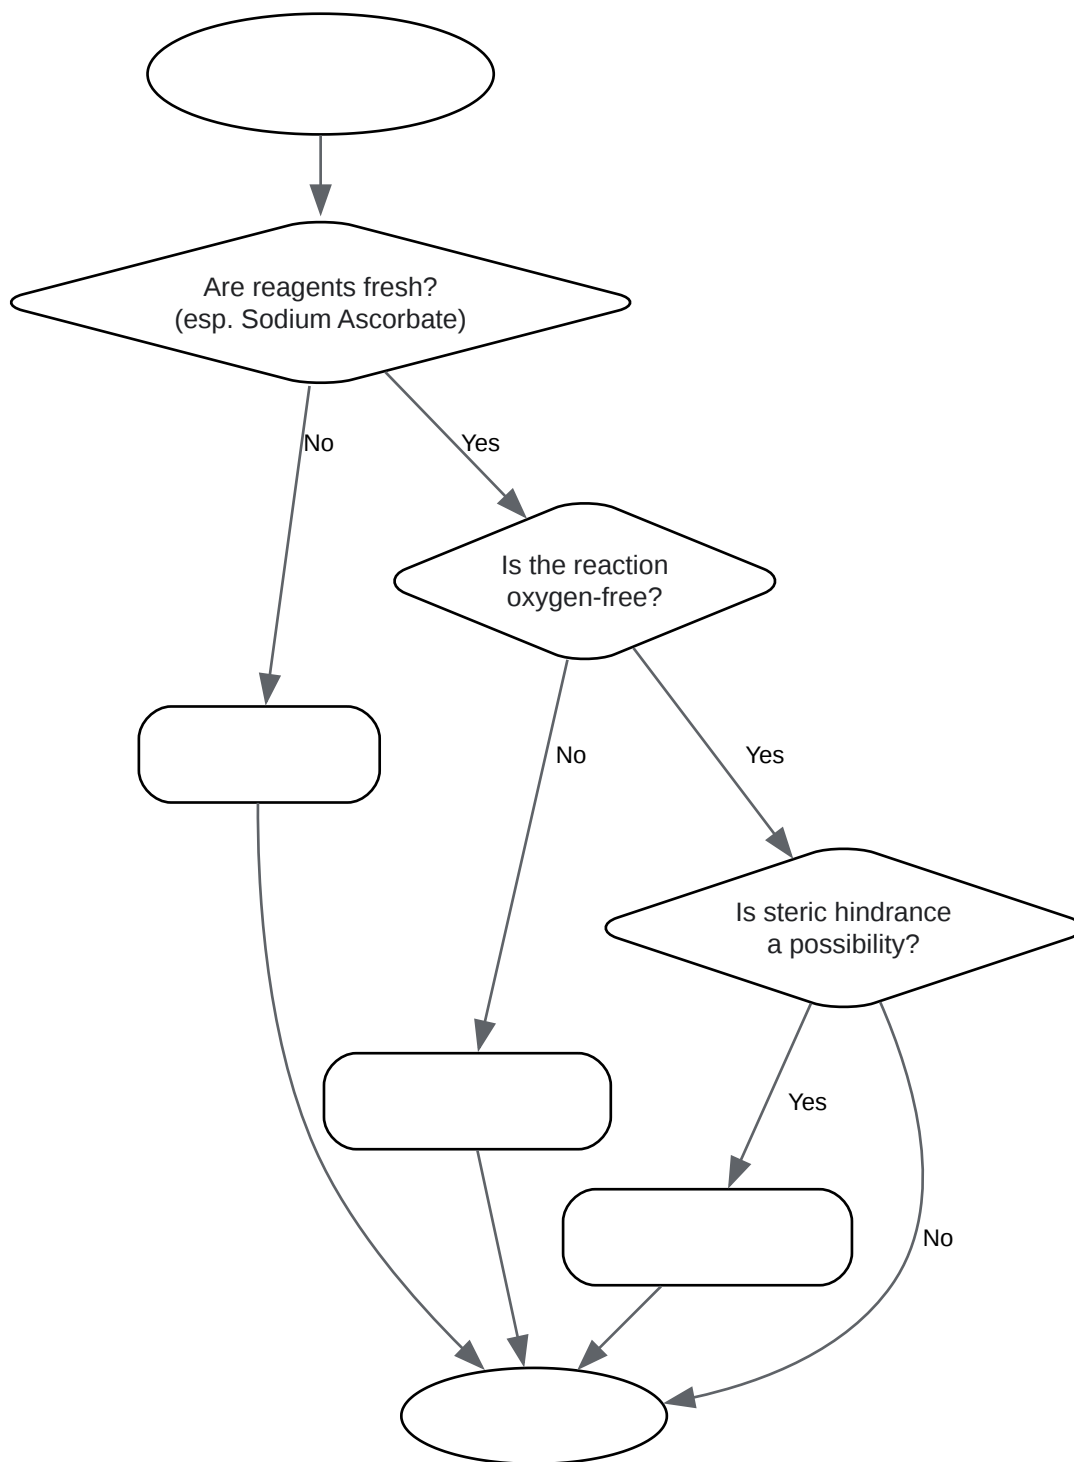 Are reagents fresh?
(esp. Sodium Ascorbate)
No
Yes
Is the reaction
oxygen-free?
No
Yes
Is steric hindrance
a possibility?
Yes
No